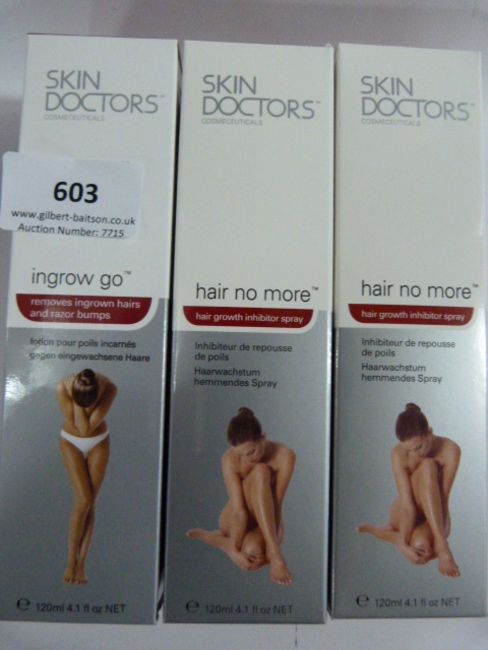 SKIN
DOCTORS™
COSMECEUTICALS
603
www.gilbert-baitson.co.uk
Auction Number: 7715
ingrow go™
removes ingrown hairs
and razor bumps
lotion pour poils incarnés
gegen eingewachsene Haare
℮ 120ml 4.1 fl oz NET
SKIN
DOCTORS™
COSMECEUTICALS
hair no more™
hair growth inhibitor spray
Inhibiteur de repousse
de poils
Haarwachstum
hemmendes Spray
℮ 120ml 4.1 fl oz NET
SKIN
DOCTORS™
COSMECEUTICALS
hair no more™
hair growth inhibitor spray
Inhibiteur de repousse
de poils
Haarwachstum
hemmendes Spray
℮ 120ml 4.1 fl oz NET